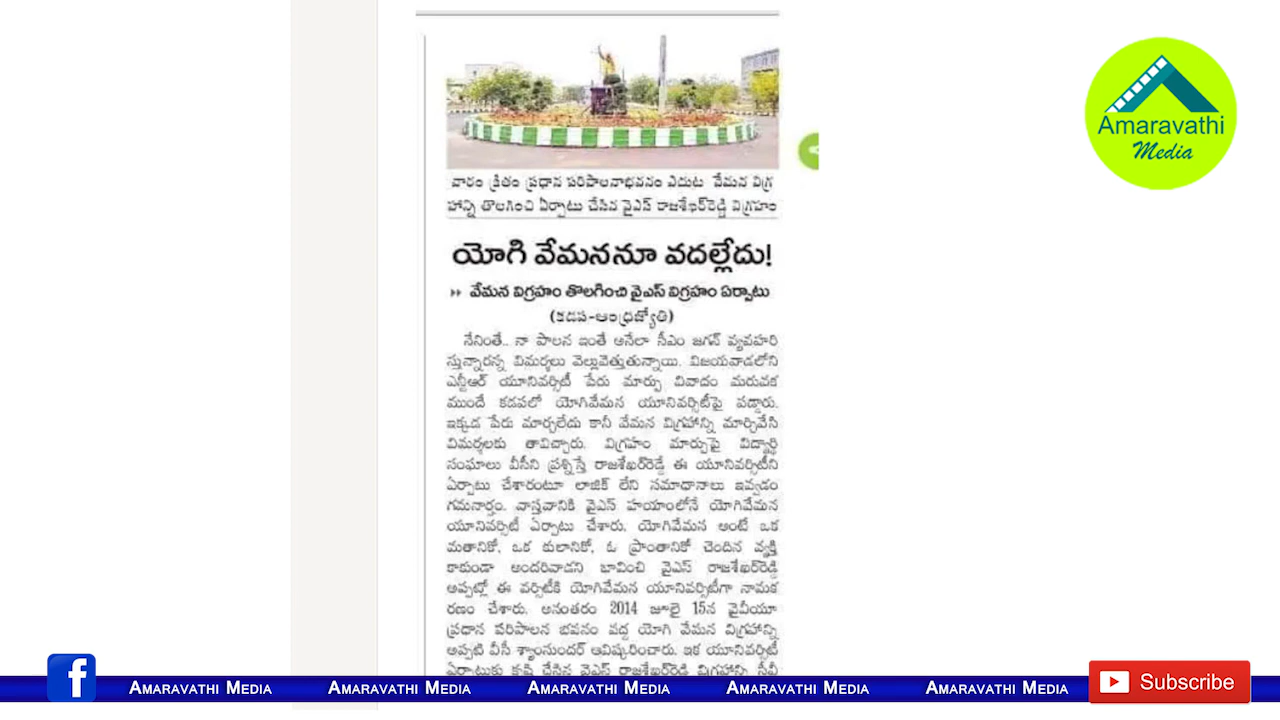 Amaravathi
Media
వారం క్రితం ప్రధాన పరిపాలనాభవనం ఎదుట వేమన విగ్ర
హాన్ని తొలగించి ఏర్పాటు చేసిన వైఎస్ రాజశేఖర్‌రెడ్డి విగ్రహం
యోగి వేమననూ వదల్లేదు!
వేమన విగ్రహం తొలగించి వైఎస్ విగ్రహం ఏర్పాటు
(కడప-ఆంధ్రజ్యోతి)
నేనింతే.. నా పాలన ఇంతే అనేలా సీఎం జగన్ వ్యవహరి
స్తున్నారన్న విమర్శలు వెల్లువెత్తుతున్నాయి. విజయవాడలోని
ఎన్టీఆర్ యూనివర్సిటీ పేరు మార్పు వివాదం మరువక
ముందే కడపలో యోగివేమన యూనివర్సిటీపై పడ్డారు.
ఇక్కడ పేరు మార్చలేదు కానీ వేమన విగ్రహాన్ని మార్చివేసి
విమర్శలకు తావిచ్చారు. విగ్రహం మార్పుపై విద్యార్థి
సంఘాలు వీసీని ప్రశ్నిస్తే రాజశేఖర్‌రెడ్డే ఈ యూనివర్సిటీని
ఏర్పాటు చేశారంటూ లాజిక్ లేని సమాధానాలు ఇవ్వడం
గమనార్హం. వాస్తవానికి వైఎస్ హయాంలోనే యోగివేమన
యూనివర్సిటీ ఏర్పాటు చేశారు. యోగివేమన అంటే ఒక
మతానికో, ఒక కులానికో, ఓ ప్రాంతానికో చెందిన వ్యక్తి
కాకుండా అందరివాడని భావించి వైఎస్ రాజశేఖర్‌రెడ్డి
అప్పట్లో ఈ వర్సిటీకి యోగివేమన యూనివర్సిటీగా నామక
రణం చేశారు. అనంతరం 2014 జూలై 15న వైవీయూ
ప్రధాన పరిపాలన భవనం వద్ద యోగి వేమన విగ్రహాన్ని
అప్పటి వీసీ శ్యాంసుందర్ ఆవిష్కరించారు. ఇక యూనివర్సిటీ
ఏర్పాటుకు కృషి చేసిన వైఎస్ రాజశేఖర్‌రెడ్డి విగ్రహాన్ని సీవీ
Amaravathi Media Amaravathi Media Amaravathi Media Amaravathi Media Amaravathi Media
Subscribe